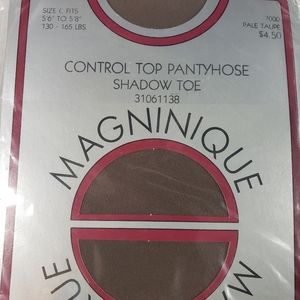 SIZE C FITS
5'6" TO 5'8"
130 - 165 LBS.
7000
PALE TAUPE
$4.50
CONTROL TOP PANTYHOSE
SHADOW TOE
31061138
MAGNINIQUE